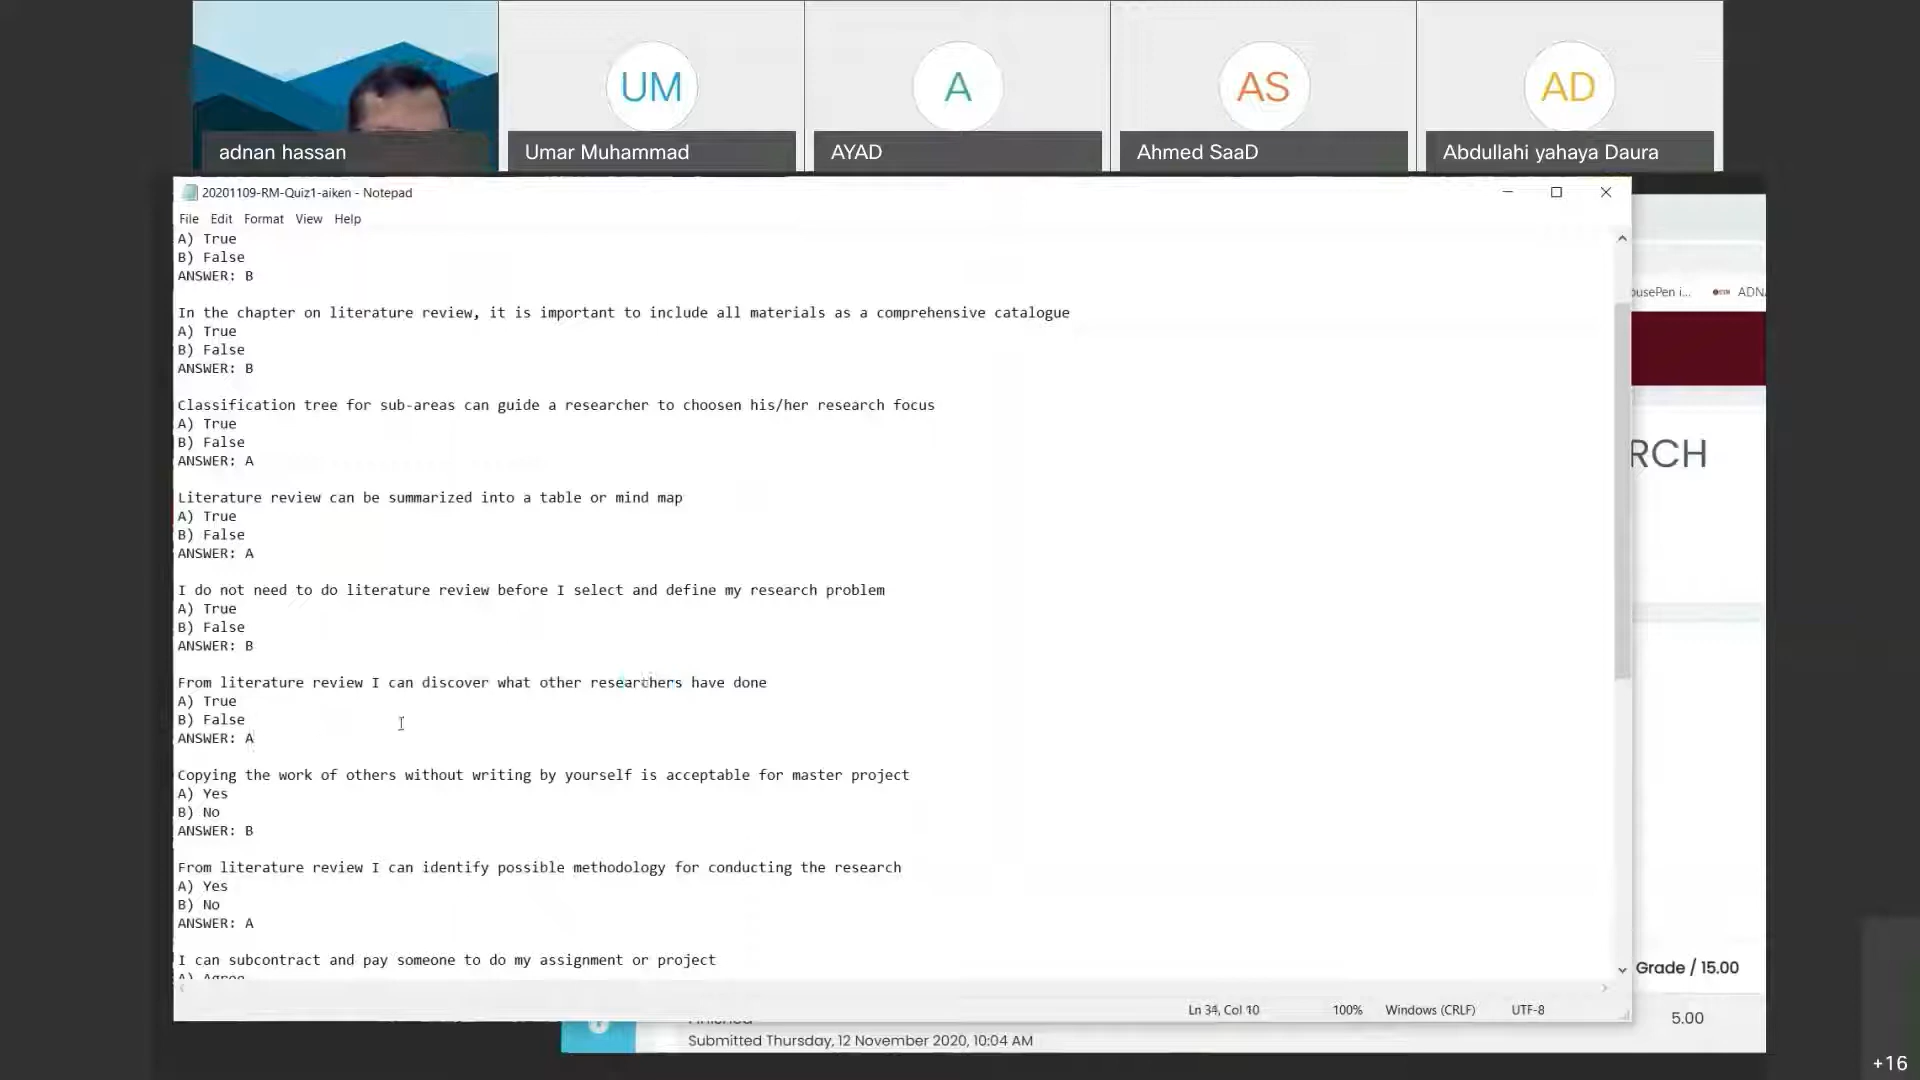 UM
A
AS
AD
adnan hassan
Umar Muhammad
AYAD
Ahmed SaaD
Abdullahi yahaya Daura
20201109-RM-Quiz1-aiken - Notepad
File Edit Format View Help
A) True
B) False
ANSWER: B
In the chapter on literature review, it is important to include all materials as a comprehensive catalogue
A) True
B) False
ANSWER: B
Classification tree for sub-areas can guide a researcher to choosen his/her research focus
A) True
B) False
ANSWER: A
Literature review can be summarized into a table or mind map
A) True
B) False
ANSWER: A
I do not need to do literature review before I select and define my research problem
A) True
B) False
ANSWER: B
From literature review I can discover what other researchers have done
A) True
B) False
ANSWER: A
Copying the work of others without writing by yourself is acceptable for master project
A) Yes
B) No
ANSWER: B
From literature review I can identify possible methodology for conducting the research
A) Yes
B) No
ANSWER: A
I can subcontract and pay someone to do my assignment or project
A) Agree
Ln 34, Col 10 100% Windows (CRLF) UTF-8
ousePen i... ADN
RCH
Grade / 15.00
5.00
Finished
Submitted Thursday, 12 November 2020, 10:04 AM
+16